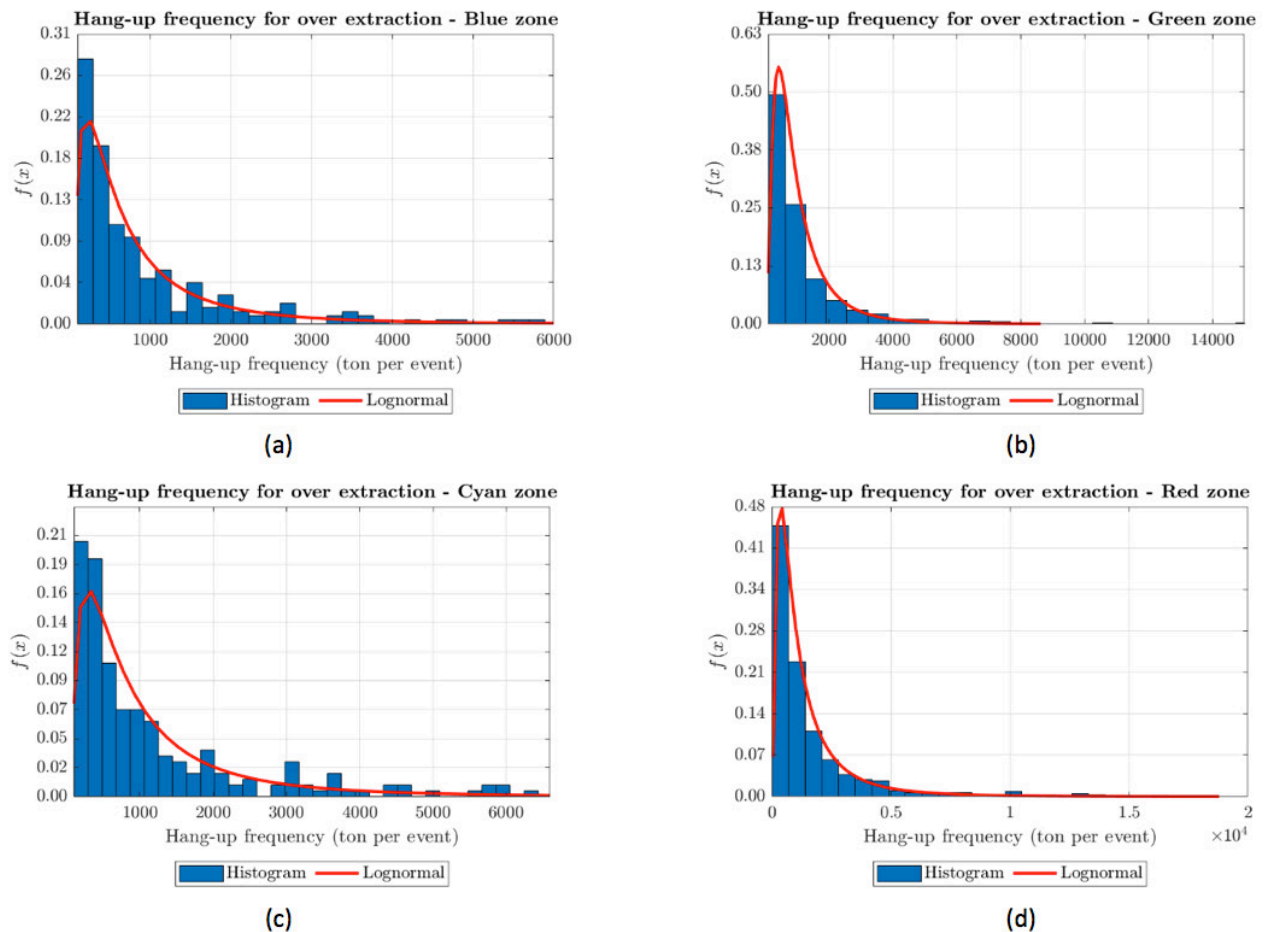 Hang-up frequency for over extraction - Blue zone
0.31
0.26
0.22
0.18
0.13
0.09
0.04
0.00
f(x)
1000 2000 3000 4000 5000 6000
Hang-up frequency (ton per event)
Histogram Lognormal
(a)
Hang-up frequency for over extraction - Green zone
0.63
0.50
0.38
0.25
0.13
0.00
f(x)
2000 4000 6000 8000 10000 12000 14000
Hang-up frequency (ton per event)
Histogram Lognormal
(b)
Hang-up frequency for over extraction - Cyan zone
0.21
0.19
0.16
0.14
0.12
0.09
0.07
0.05
0.02
0.00
f(x)
1000 2000 3000 4000 5000 6000
Hang-up frequency (ton per event)
Histogram Lognormal
(c)
Hang-up frequency for over extraction - Red zone
0.48
0.41
0.34
0.28
0.21
0.14
0.07
0.00
f(x)
0 0.5 1 1.5 2
Hang-up frequency (ton per event) ×10⁴
Histogram Lognormal
(d)